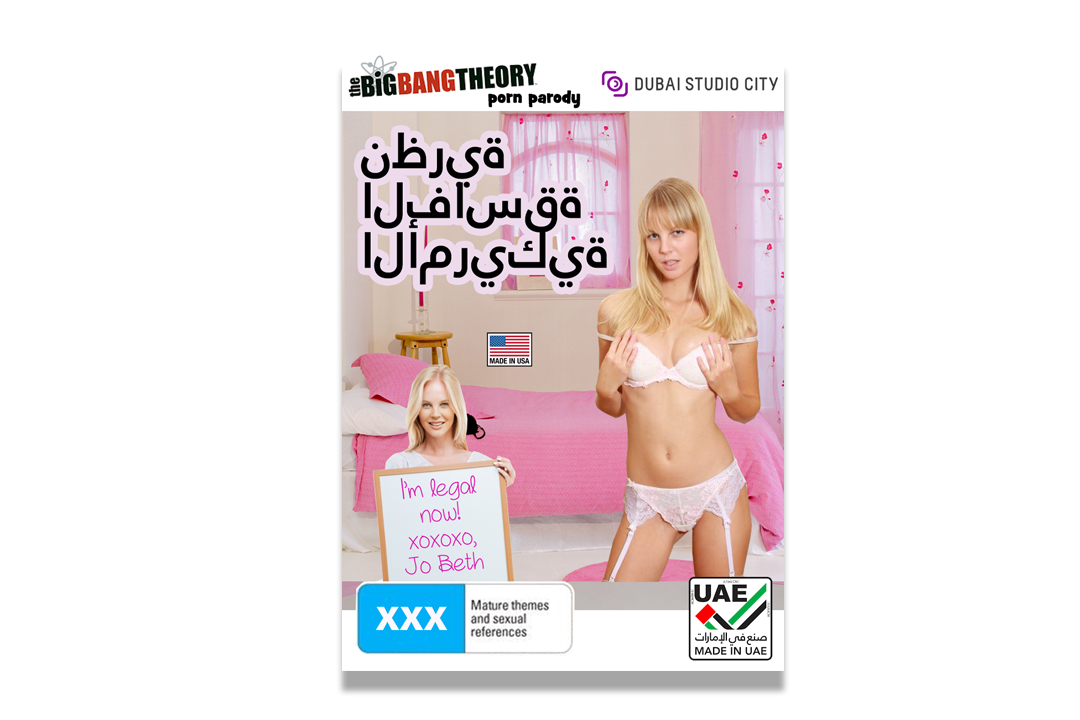 the BIG BANG THEORY
porn parody
DUBAI STUDIO CITY
نظرية
الفاسقة
الأمريكية
MADE IN USA
I'm legal
now!
xoxoxo,
Jo Beth
XXX
Mature themes
and sexual
references
UAE
صنع في الإمارات
MADE IN UAE